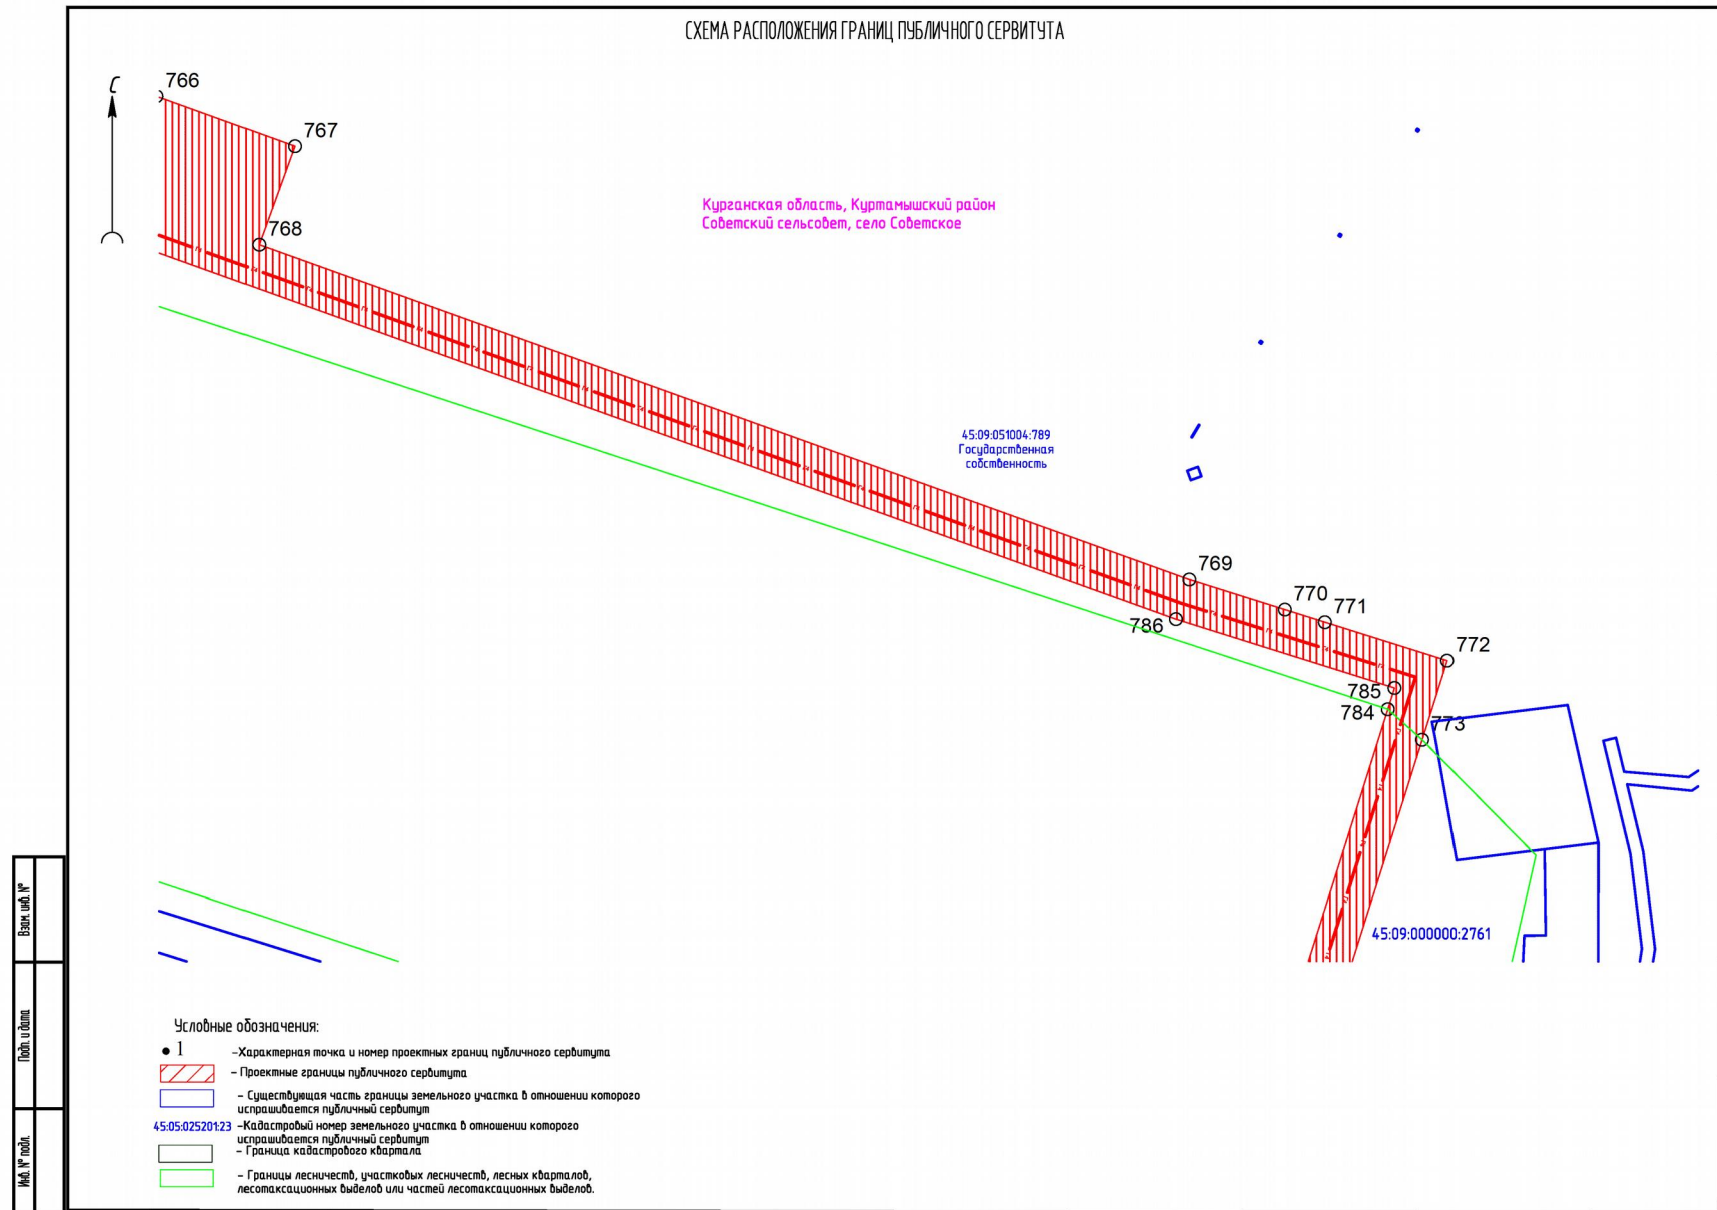 СХЕМА РАСПОЛОЖЕНИЯ ГРАНИЦ ПУБЛИЧНОГО СЕРВИТУТА
С
766
767
768
Курганская область, Куртамышский район
Советский сельсовет, село Советское
45:09:051004:789
Государственная
собственность
769
770
771
786
772
785
784
773
45:09:000000:2761
Взам. инв. №
Подп. и дата
Инв. № подл.
Условные обозначения:
1 -Характерная точка и номер проектных границ публичного сервитута
- Проектные границы публичного сервитута
- Существующая часть границы земельного участка в отношении которого
испрашивается публичный сервитут
45:05:025201:23 -Кадастровый номер земельного участка в отношении которого
испрашивается публичный сервитут
- Граница кадастрового квартала
- Границы лесничеств, участковых лесничеств, лесных кварталов,
лесотаксационных выделов или частей лесотаксационных выделов.